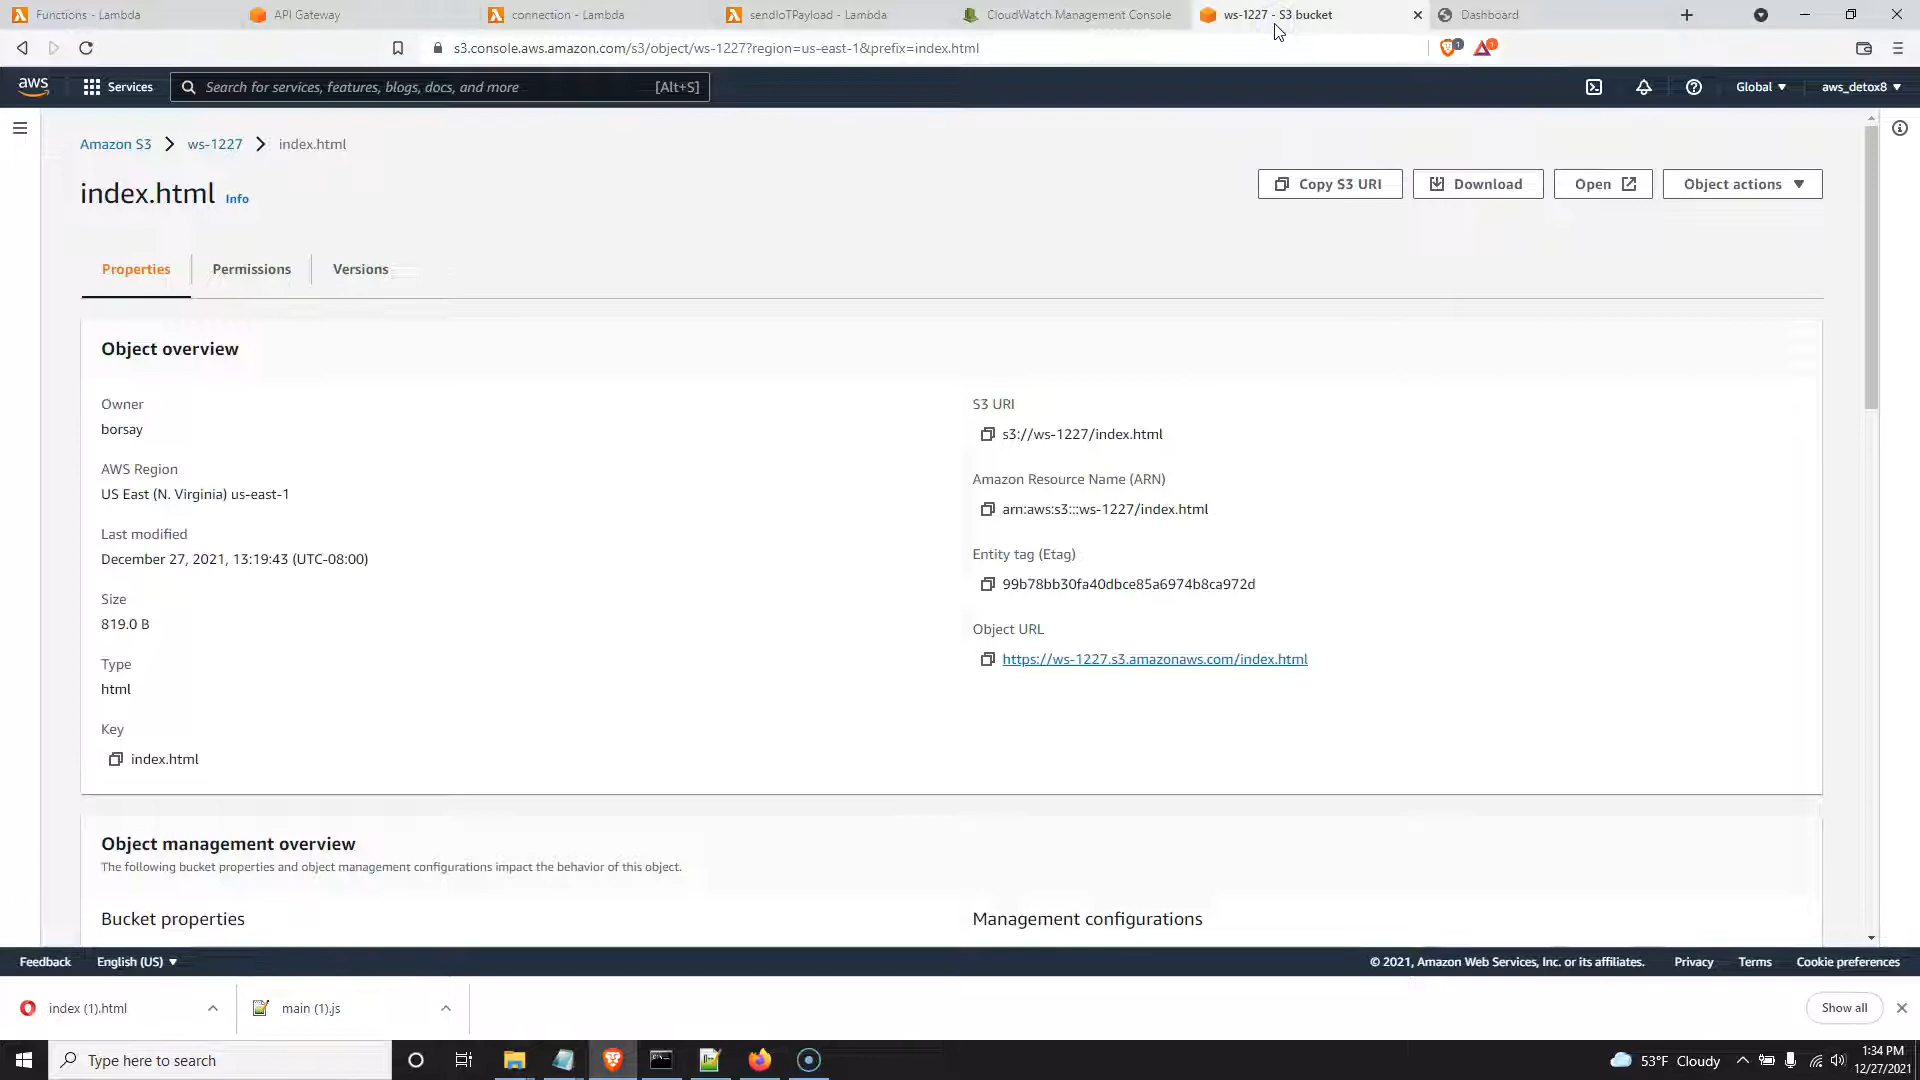 Functions - Lambda
API Gateway
connection - Lambda
sendIoTPayload - Lambda
CloudWatch Management Console
ws-1227 - S3 bucket
Dashboard
s3.console.aws.amazon.com/s3/object/ws-1227?region=us-east-1&prefix=index.html
1
1
aws
Services
Search for services, features, blogs, docs, and more
[Alt+S]
Global
aws_detox8
Amazon S3
ws-1227
index.html
index.html
Info
Copy S3 URI
Download
Open
Object actions
Properties
Permissions
Versions
Object overview
Owner
borsay
AWS Region
US East (N. Virginia) us-east-1
Last modified
December 27, 2021, 13:19:43 (UTC-08:00)
Size
819.0 B
Type
html
Key
index.html
S3 URI
s3://ws-1227/index.html
Amazon Resource Name (ARN)
arn:aws:s3:::ws-1227/index.html
Entity tag (Etag)
99b78bb30fa40dbce85a6974b8ca972d
Object URL
https://ws-1227.s3.amazonaws.com/index.html
Object management overview
The following bucket properties and object management configurations impact the behavior of this object.
Bucket properties
Management configurations
Feedback
English (US)
© 2021, Amazon Web Services, Inc. or its affiliates.
Privacy
Terms
Cookie preferences
index (1).html
main (1).js
Show all
Type here to search
53°F Cloudy
1:34 PM
12/27/2021